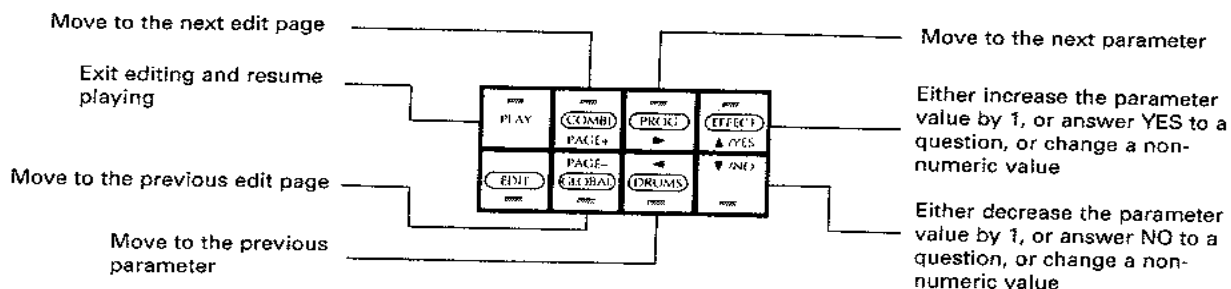 Move to the next edit page
Exit editing and resume
playing
Move to the previous edit page
Move to the previous
parameter
PLAY
COMBI
PAGE+
PROG
►
EFFECT
▲/YES
EDIT
PAGE–
GLOBAL
◄
DRUMS
▼/NO
Move to the next parameter
Either increase the parameter
value by 1, or answer YES to a
question, or change a non-
numeric value
Either decrease the parameter
value by 1, or answer NO to a
question, or change a non-
numeric value